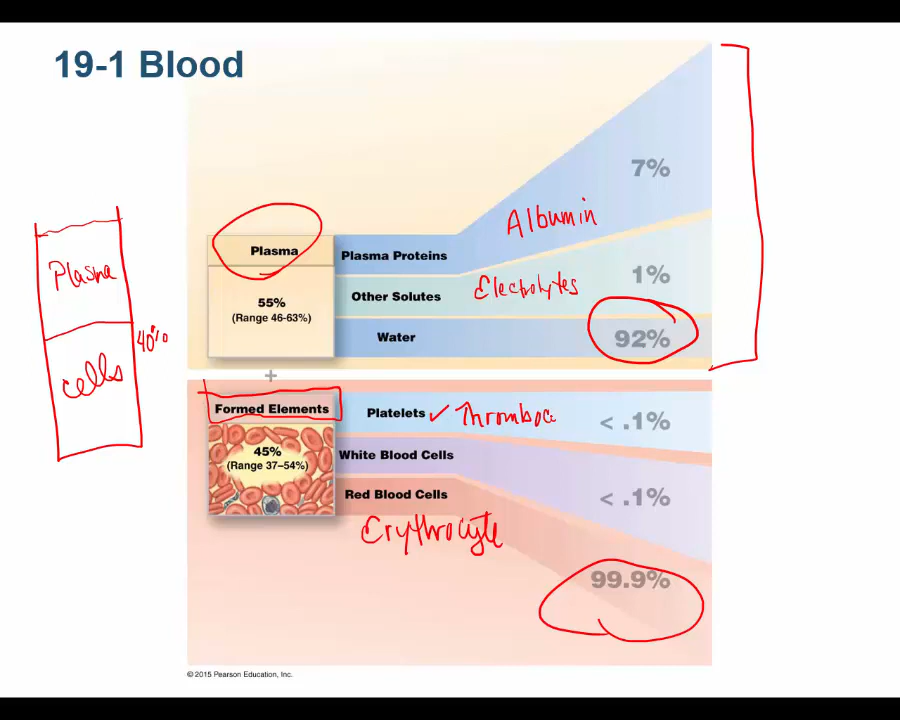 19-1 Blood
7%
Albumin
Plasma
Plasma Proteins
55%
(Range 46-63%)
Other Solutes
Electrolytes
1%
Water
92%
Plasma
40%
cells
+
Formed Elements
45%
(Range 37–54%)
Platelets ✓ Thromboc
< .1%
White Blood Cells
< .1%
Red Blood Cells
Erythrocyte
99.9%
© 2015 Pearson Education, Inc.